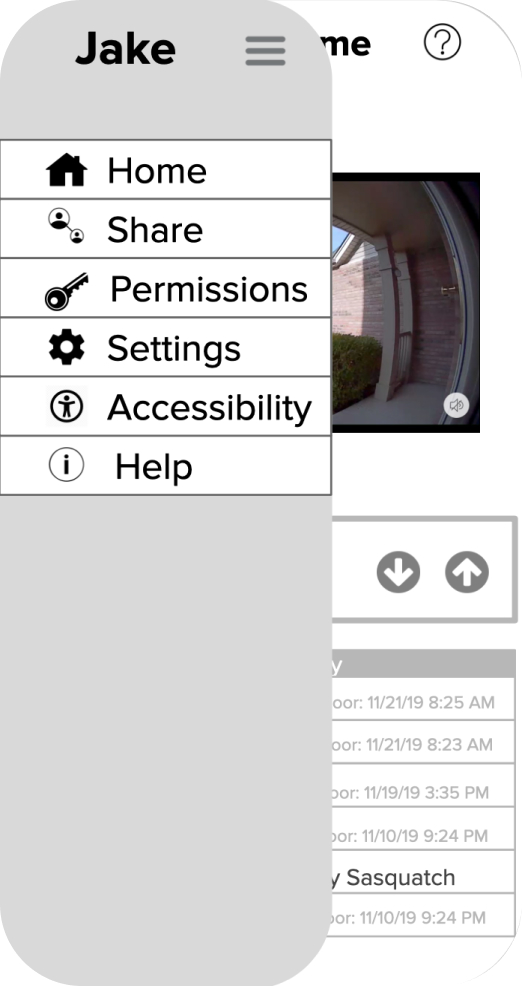 Jake
me
?
Home
Share
Permissions
Settings
Accessibility
i Help
y
oor: 11/21/19 8:25 AM
oor: 11/21/19 8:23 AM
oor: 11/19/19 3:35 PM
oor: 11/10/19 9:24 PM
y Sasquatch
oor: 11/10/19 9:24 PM